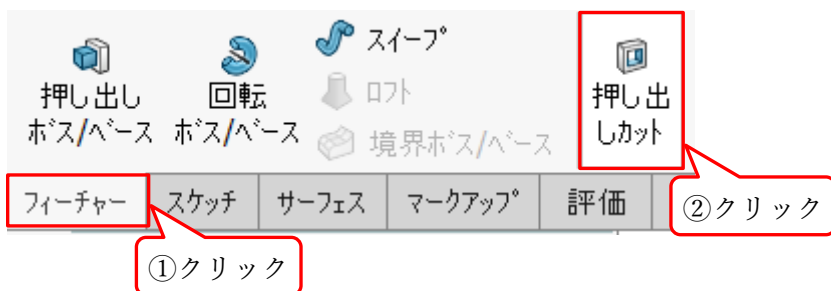 押し出し
ﾎﾞｽ/ﾍﾞｰｽ
回転
ﾎﾞｽ/ﾍﾞｰｽ
ｽｲｰﾌﾟ
ﾛﾌﾄ
境界ﾎﾞｽ/ﾍﾞｰｽ
押し出
しｶｯﾄ
ﾌｨｰﾁｬｰ
ｽｹｯﾁ
ｻｰﾌｪｽ
ﾏｰｸｱｯﾌﾟ
評価
②クリック
①クリック